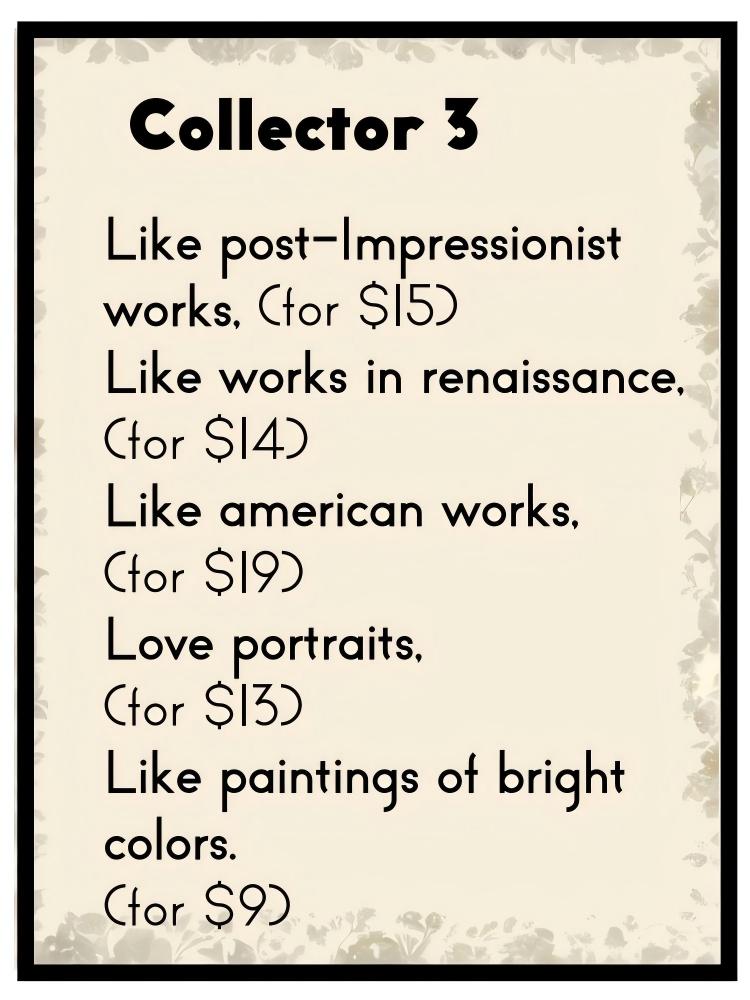 Collector 3
Like post-Impressionist
works, (for $15)
Like works in renaissance,
(for $14)
Like american works,
(for $19)
Love portraits,
(for $13)
Like paintings of bright
colors.
(for $9)